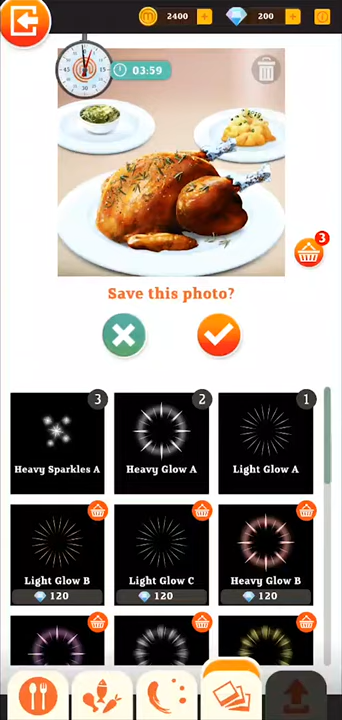 2400
200
03:59
3
Save this photo?
3
2
1
Heavy Sparkles A
Heavy Glow A
Light Glow A
Light Glow B
Light Glow C
Heavy Glow B
120
120
120